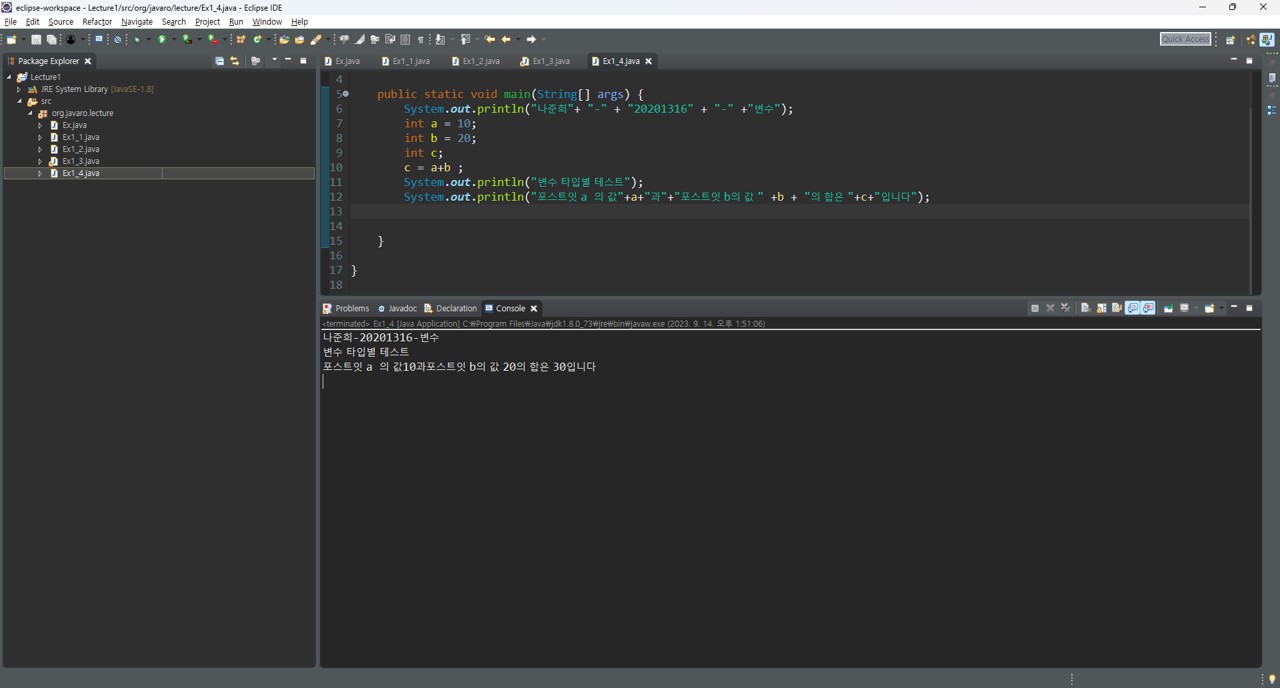 eclipse-workspace - Lecture1/src/org/javaro/lecture/Ex1_4.java - Eclipse IDE
File Edit Source Refactor Navigate Search Project Run Window Help
Quick Access
Package Explorer
Lecture1
JRE System Library [JavaSE-1.8]
src
org.javaro.lecture
Ex.java
Ex1_1.java
Ex1_2.java
Ex1_3.java
Ex1_4.java
Ex.java Ex1_1.java Ex1_2.java Ex1_3.java Ex1_4.java
4
5 public static void main(String[] args) {
6 System.out.println("나준희"+ "-" + "20201316" + "-" +"변수");
7 int a = 10;
8 int b = 20;
9 int c;
10 c = a+b ;
11 System.out.println("변수 타입별 테스트");
12 System.out.println("포스트잇 a 의 값"+a+"과"+"포스트잇 b의 값 " +b + "의 합은 "+c+"입니다");
13
14
15 }
16
17 }
18
Problems Javadoc Declaration Console
<terminated> Ex1_4 [Java Application] C:₩Program Files₩Java₩jdk1.8.0_73₩jre₩bin₩javaw.exe (2023. 9. 14. 오후 1:51:06)
나준희-20201316-변수
변수 타입별 테스트
포스트잇 a 의 값10과포스트잇 b의 값 20의 합은 30입니다